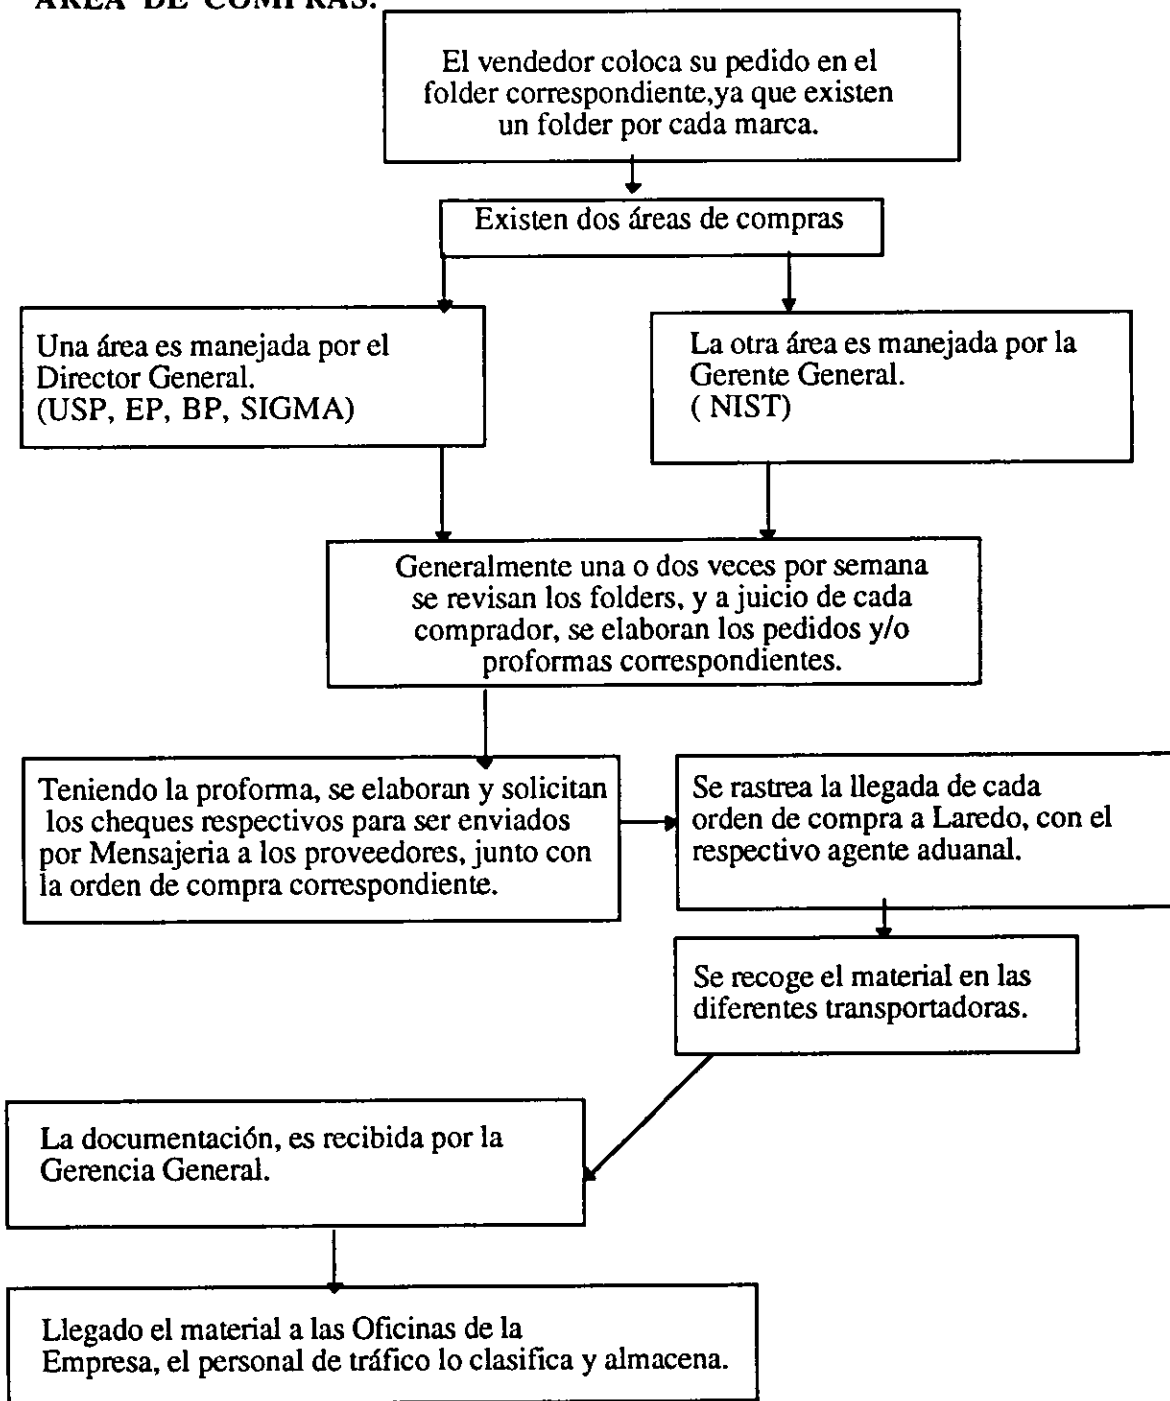 AREA DE COMPRAS.
El vendedor coloca su pedido en el
folder correspondiente,ya que existen
un folder por cada marca.
Existen dos áreas de compras
Una área es manejada por el
Director General.
(USP, EP, BP, SIGMA)
La otra área es manejada por la
Gerente General.
( NIST)
Generalmente una o dos veces por semana
se revisan los folders, y a juicio de cada
comprador, se elaboran los pedidos y/o
proformas correspondientes.
Teniendo la proforma, se elaboran y solicitan
los cheques respectivos para ser enviados
por Mensajeria a los proveedores, junto con
la orden de compra correspondiente.
Se rastrea la llegada de cada
orden de compra a Laredo, con el
respectivo agente aduanal.
Se recoge el material en las
diferentes transportadoras.
La documentación, es recibida por la
Gerencia General.
Llegado el material a las Oficinas de la
Empresa, el personal de tráfico lo clasifica y almacena.